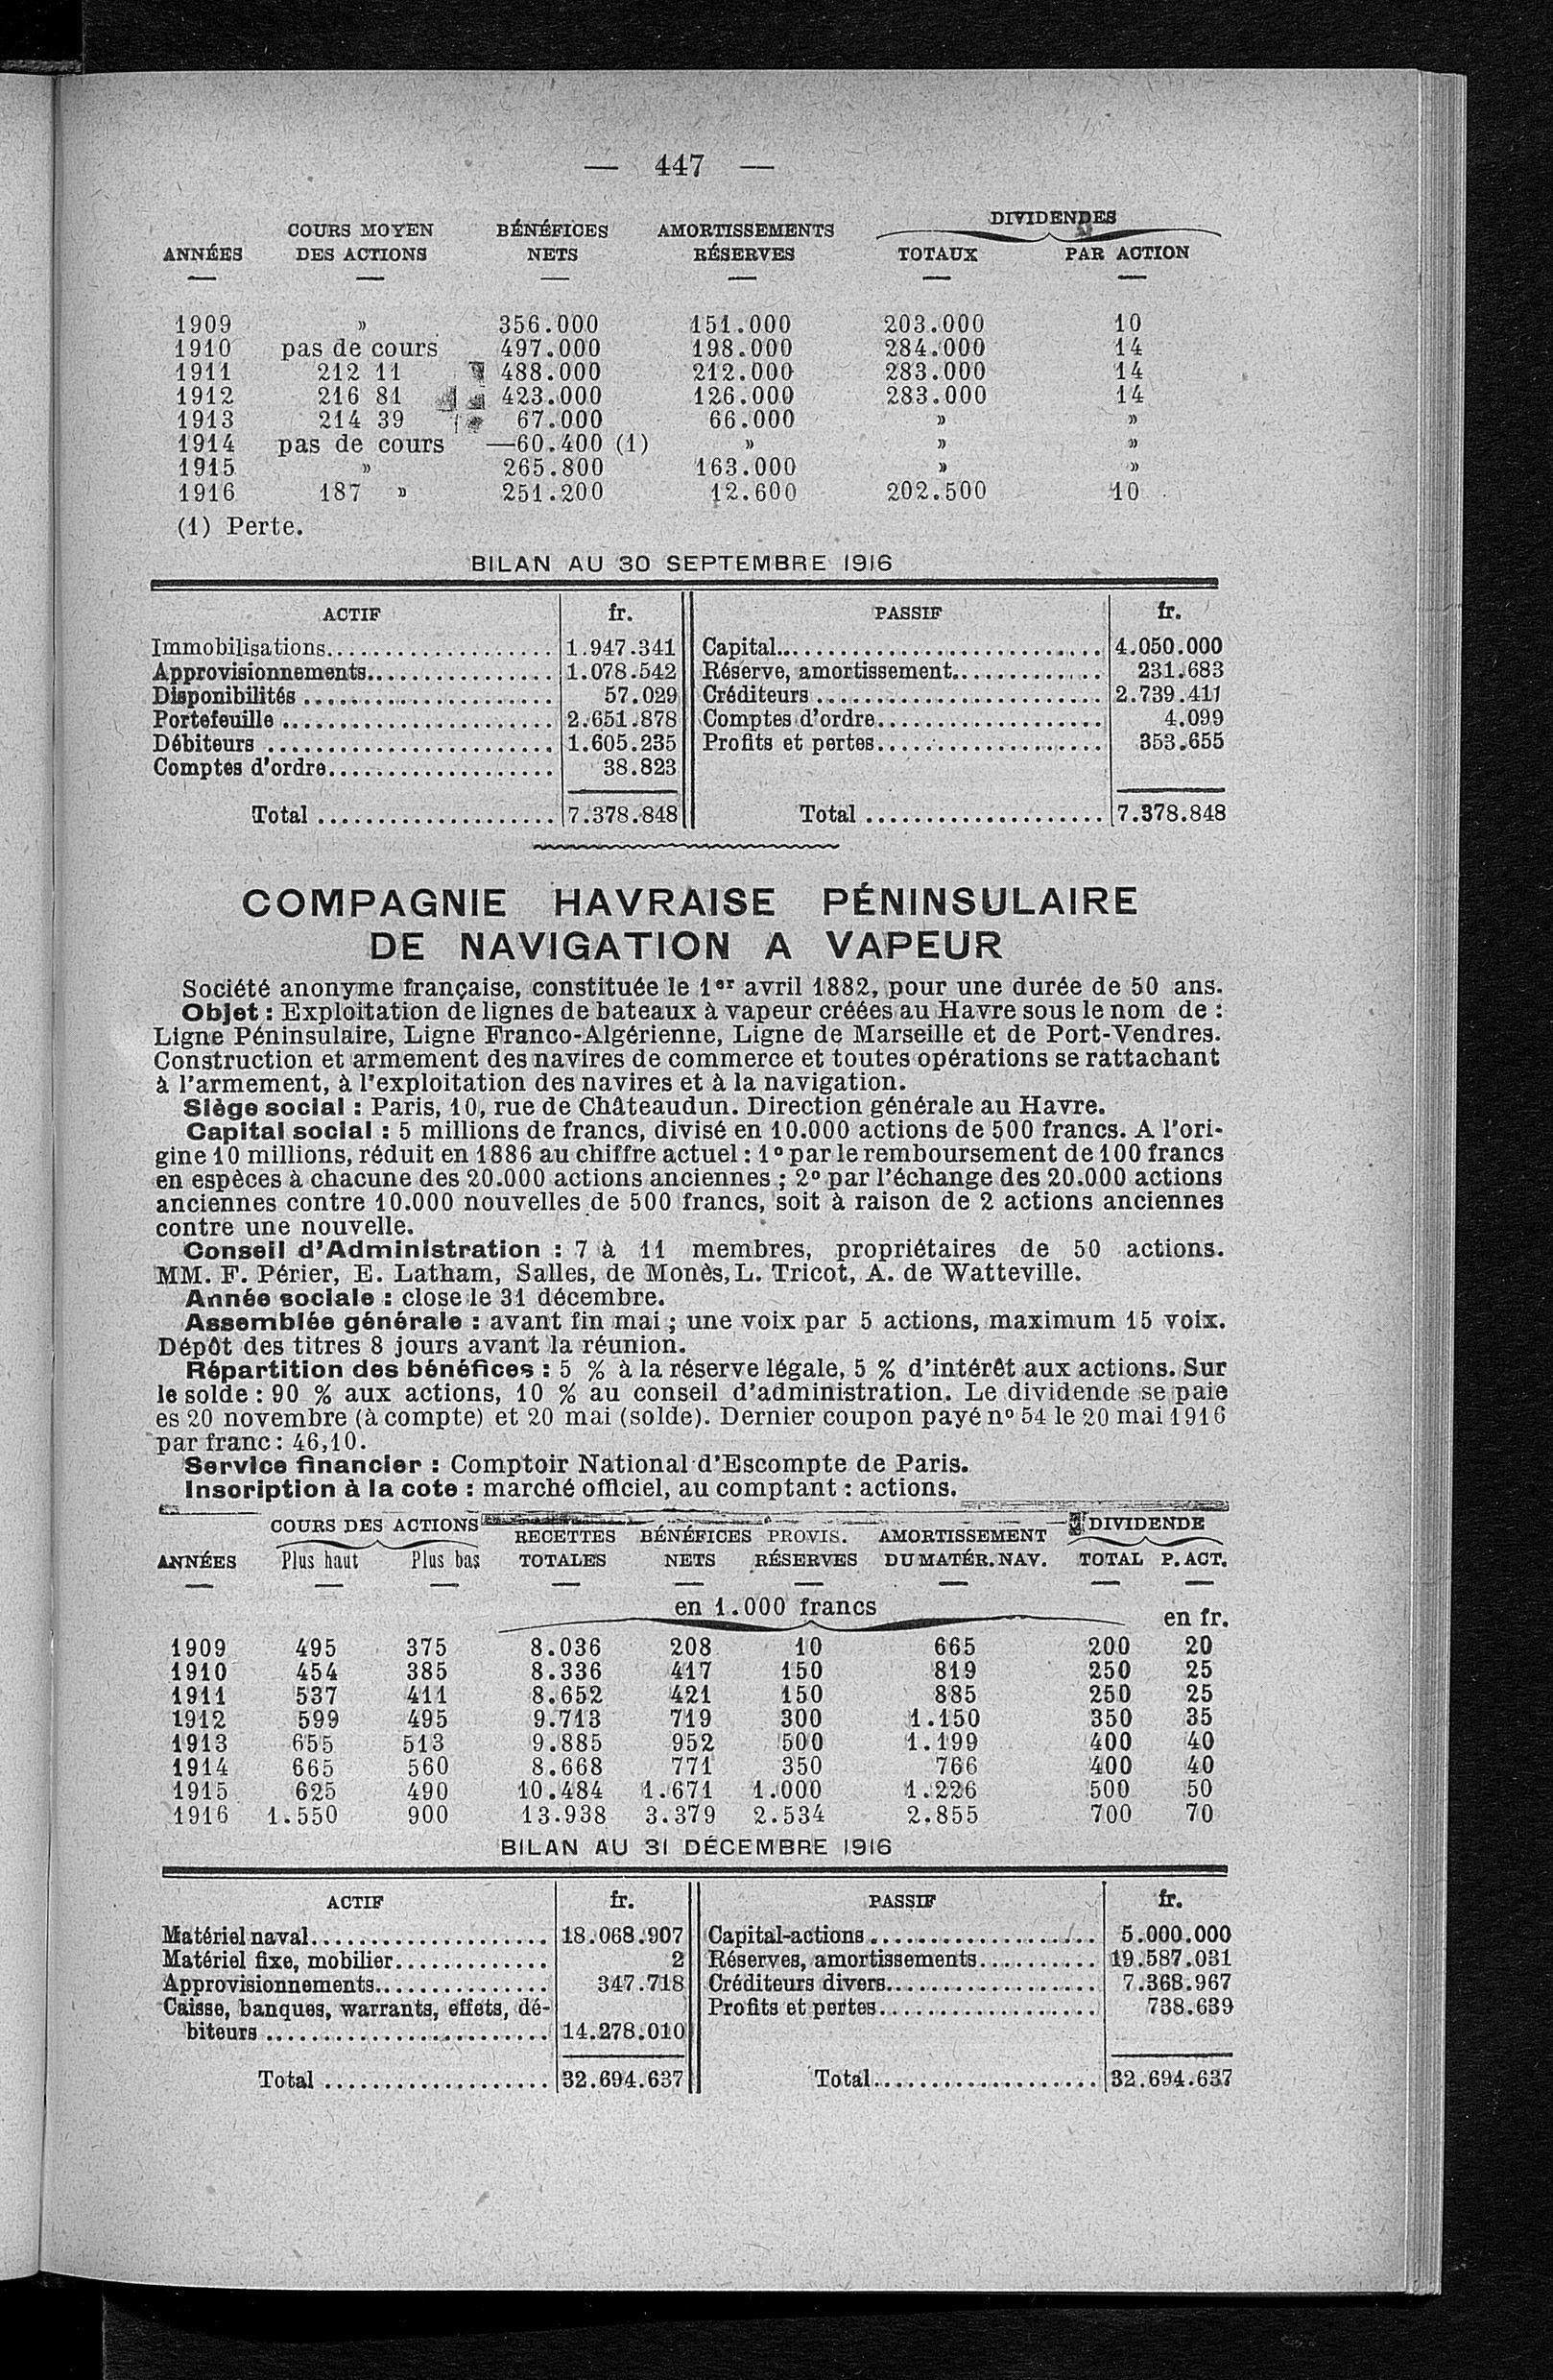 — 447 —
ANNÉES COURS MOYEN DES ACTIONS BÉNÉFICES NETS AMORTISSEMENTS RÉSERVES DIVIDENDES TOTAUX PAR ACTION
1909 » 356.000 151.000 203.000 10
1910 pas de cours 497.000 198.000 284.000 14
1911 212 11 488.000 212.000 283.000 14
1912 216 81 423.000 126.000 283.000 14
1913 214 39 67.000 66.000 » »
1914 pas de cours —60.400 (1) » » »
1915 » 265.800 163.000 » »
1916 187 » 251.200 12.600 202.500 10
(1) Perte.
BILAN AU 30 SEPTEMBRE 1916
ACTIF fr. PASSIF fr.
Immobilisations................... 1.947.341 Capital........................... 4.050.000
Approvisionnements................ 1.078.542 Réserve, amortissement............. 231.683
Disponibilités ..................... 57.029 Créditeurs ........................ 2.739.411
Portefeuille ....................... 2.651.878 Comptes d'ordre................... 4.099
Débiteurs ........................ 1.605.235 Profits et pertes................... 353.655
Comptes d'ordre................... 38.823
Total .................... 7.378.848 Total .................... 7.378.848
COMPAGNIE HAVRAISE PÉNINSULAIRE
DE NAVIGATION A VAPEUR
Société anonyme française, constituée le 1er avril 1882, pour une durée de 50 ans.
Objet : Exploitation de lignes de bateaux à vapeur créées au Havre sous le nom de :
Ligne Péninsulaire, Ligne Franco-Algérienne, Ligne de Marseille et de Port-Vendres.
Construction et armement des navires de commerce et toutes opérations se rattachant
à l'armement, à l'exploitation des navires et à la navigation.
Siège social : Paris, 10, rue de Châteaudun. Direction générale au Havre.
Capital social : 5 millions de francs, divisé en 10.000 actions de 500 francs. A l'ori-
gine 10 millions, réduit en 1886 au chiffre actuel : 1° par le remboursement de 100 francs
en espèces à chacune des 20.000 actions anciennes ; 2° par l'échange des 20.000 actions
anciennes contre 10.000 nouvelles de 500 francs, soit à raison de 2 actions anciennes
contre une nouvelle.
Conseil d'Administration : 7 à 11 membres, propriétaires de 50 actions.
MM. F. Périer, E. Latham, Salles, de Monès, L. Tricot, A. de Watteville.
Année sociale : close le 31 décembre.
Assemblée générale : avant fin mai ; une voix par 5 actions, maximum 15 voix.
Dépôt des titres 8 jours avant la réunion.
Répartition des bénéfices : 5 % à la réserve légale, 5 % d'intérêt aux actions. Sur
le solde : 90 % aux actions, 10 % au conseil d'administration. Le dividende se paie
es 20 novembre (à compte) et 20 mai (solde). Dernier coupon payé n° 54 le 20 mai 1916
par franc : 46,10.
Service financier : Comptoir National d'Escompte de Paris.
Inscription à la cote : marché officiel, au comptant : actions.
ANNÉES COURS DES ACTIONS Plus haut Plus bas RECETTES TOTALES BÉNÉFICES NETS PROVIS. RÉSERVES AMORTISSEMENT DU MATÉR. NAV. DIVIDENDE TOTAL P. ACT.
en 1.000 francs en fr.
1909 495 375 8.036 208 10 665 200 20
1910 454 385 8.336 417 150 819 250 25
1911 537 411 8.652 421 150 885 250 25
1912 599 495 9.713 719 300 1.150 350 35
1913 655 513 9.885 952 500 1.199 400 40
1914 665 560 8.668 771 350 766 400 40
1915 625 490 10.484 1.671 1.000 1.226 500 50
1916 1.550 900 13.938 3.379 2.534 2.855 700 70
BILAN AU 31 DÉCEMBRE 1916
ACTIF fr. PASSIF fr.
Matériel naval.................... 18.068.907 Capital-actions................... 5.000.000
Matériel fixe, mobilier............. 2 Réserves, amortissements.......... 19.587.031
Approvisionnements............... 347.718 Créditeurs divers.................. 7.368.967
Caisse, banques, warrants, effets, dé- Profits et pertes................... 738.639
biteurs ........................ 14.278.010
Total ................... 32.694.637 Total................... 32.694.637